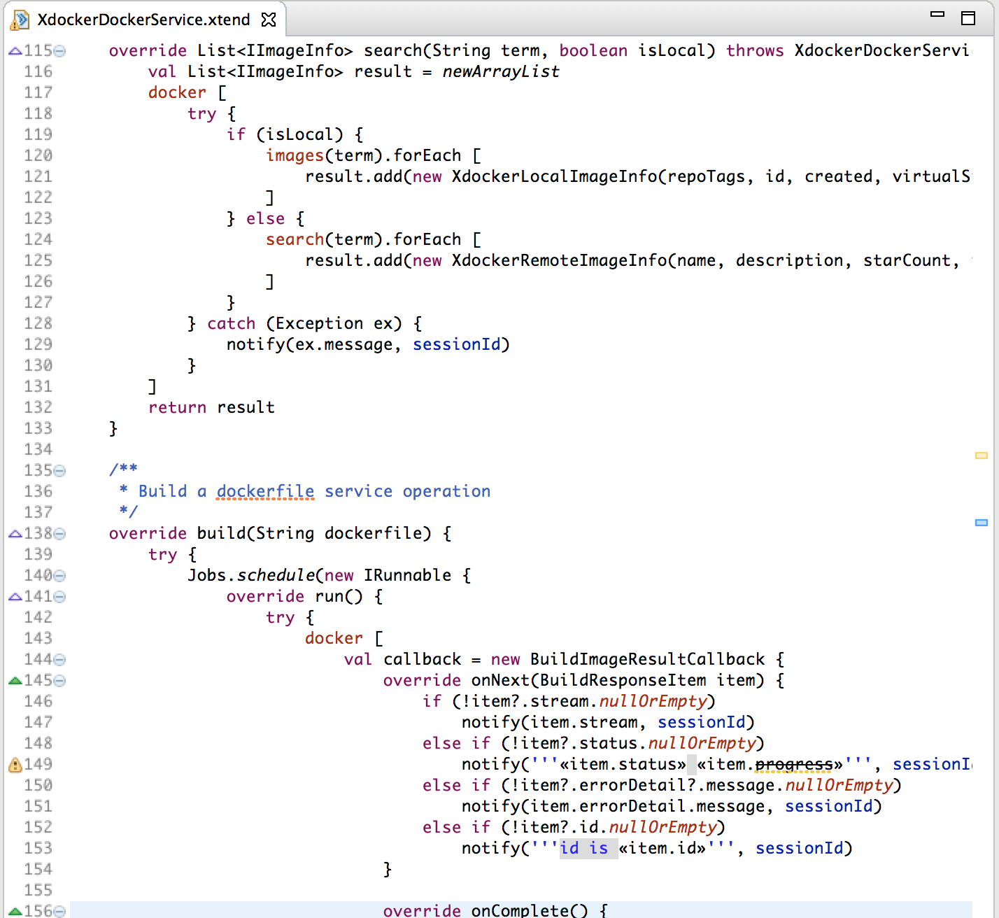 XdockerDockerService.xtend
115 override List<IImageInfo> search(String term, boolean isLocal) throws XdockerDockerServi
116 val List<IImageInfo> result = newArrayList
117 docker [
118 try {
119 if (isLocal) {
120 images(term).forEach [
121 result.add(new XdockerLocalImageInfo(repoTags, id, created, virtualS
122 ]
123 } else {
124 search(term).forEach [
125 result.add(new XdockerRemoteImageInfo(name, description, starCount,
126 ]
127 }
128 } catch (Exception ex) {
129 notify(ex.message, sessionId)
130 }
131 ]
132 return result
133 }
134
135 /**
136 * Build a dockerfile service operation
137 */
138 override build(String dockerfile) {
139 try {
140 Jobs.schedule(new IRunnable {
141 override run() {
142 try {
143 docker [
144 val callback = new BuildImageResultCallback {
145 override onNext(BuildResponseItem item) {
146 if (!item?.stream.nullOrEmpty)
147 notify(item.stream, sessionId)
148 else if (!item?.status.nullOrEmpty)
149 notify('''«item.status» «item.progress»''', sessionI
150 else if (!item?.errorDetail?.message.nullOrEmpty)
151 notify(item.errorDetail.message, sessionId)
152 else if (!item?.id.nullOrEmpty)
153 notify('''id is «item.id»''', sessionId)
154 }
155
156 override onComplete() {